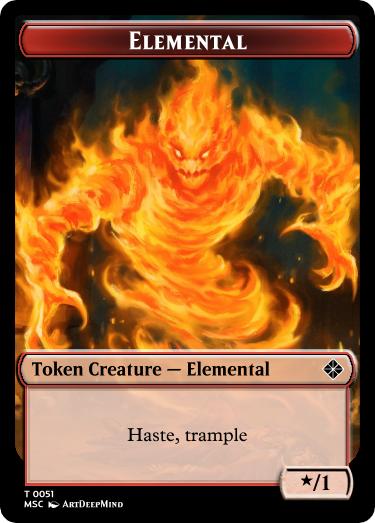 Elemental
Token Creature — Elemental
Haste, trample
★/1
T 0051
MSC ArtDeepMind